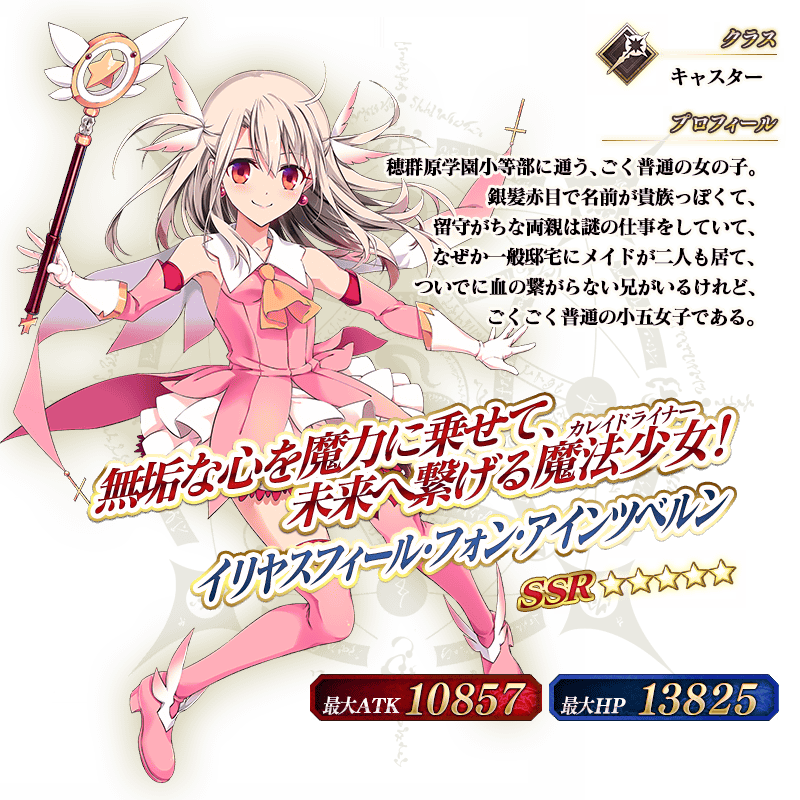 クラス
キャスター
プロフィール
穂群原学園小等部に通う、ごく普通の女の子。
銀髪赤目で名前が貴族っぽくて、
留守がちな両親は謎の仕事をしていて、
なぜか一般邸宅にメイドが二人も居て、
ついでに血の繋がらない兄がいるけれど、
ごくごく普通の小五女子である。
無垢な心を魔力に乗せて、
カレイドライナー
未来へ繋げる魔法少女!
イリヤスフィール・フォン・アインツベルン
SSR ☆☆☆☆☆
最大ATK 10857
最大HP 13825